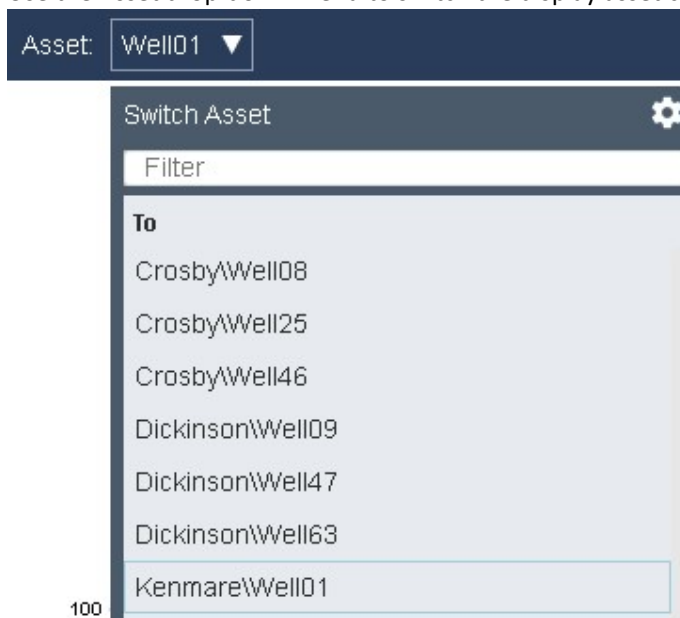 Asset: Well01 ▼
Switch Asset
Filter
To
Crosby\Well08
Crosby\Well25
Crosby\Well46
Dickinson\Well09
Dickinson\Well47
Dickinson\Well63
Kenmare\Well01
100